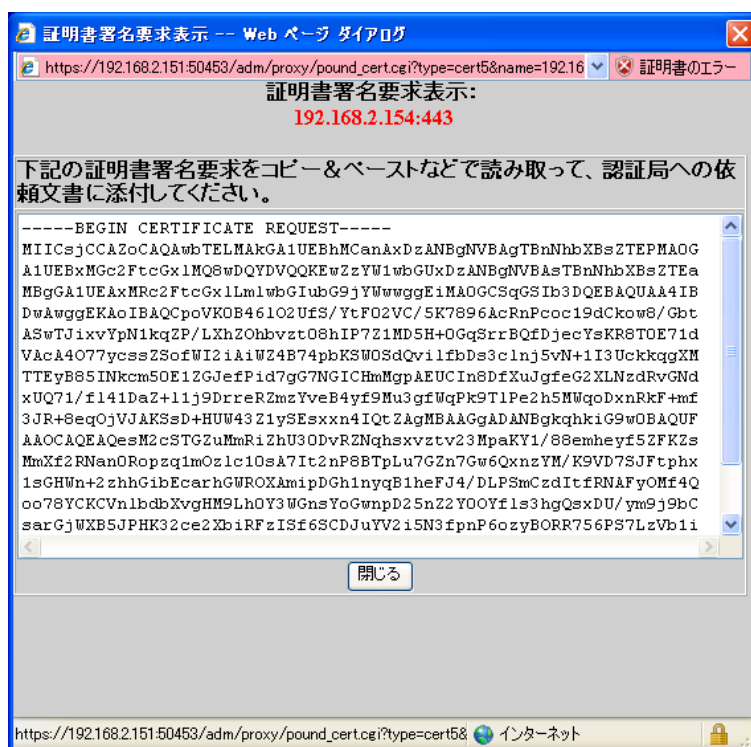 証明書署名要求表示 -- Web ページ ダイアログ
https://192.168.2.151:50453/adm/proxy/pound_cert.cgi?type=cert5&name=192.16 証明書のエラー
証明書署名要求表示:
192.168.2.154:443
下記の証明書署名要求をコピー&ペーストなどで読み取って、認証局への依
頼文書に添付してください。
-----BEGIN CERTIFICATE REQUEST-----
MIICsjCCAZoCAQAwbTELMAkGA1UEBhMCanAxDzANBgNVBAgTBnNhbXBsZTEPMA0G
A1UEBxMGc2FtcGxlMQ8wDQYDVQQKEwZzYW1wbGUxDzANBgNVBAsTBnNhbXBsZTEa
MBgGA1UEAxMRc2FtcGxlLmlwbGIubG9jYWwwggEiMA0GCSqGSIb3DQEBAQUAA4IB
DwAwggEKAoIBAQCpoVKOB461O2UfS/YtFO2VC/5K7896AcRnPcoc19dCkow8/Gbt
ASwTJixvYpN1kqZP/LXhZOhbvztO8hIP7Z1MD5H+OGqSrrBQfDjecYsKR8TOE71d
VAcA4O77ycssZSofWI2iAiWZ4B74pbKSWOSdQvilfbDs3clnj5vN+1I3UckkqgXM
TTEyB85INkcm5OE1ZGJefPid7gG7NGICHmMgpAEUCIn8DfXuJgfeG2XLNzdRvGNd
xUQ71/fl41DaZ+l1j9DrreRZmzYveB4yf9Mu3gfWqPk9TlPe2h5MWqoDxnRkF+mf
3JR+8eqOjVJAKSsD+HUW43Z1ySEsxxn4IQtZAgMBAAGgADANBgkqhkiG9w0BAQUF
AAOCAQEAQesM2cSTGZuMmRiZhU3ODvRZNqhsxvztv23MpaKY1/88emheyf5ZFKZs
MmXf2RNanORopzq1mOzlc1OsA7It2nP8BTpLu7GZn7Gw6QxnzYM/K9VD7SJFtphx
1sGHWn+2zhhGibEcarhGWROXAmipDGh1nyqB1heFJ4/DLPSmCzdItfRNAFyOMf4Q
oo78YCKCVnlbdbXvgHM9LhOY3WGnsYoGwnpD25nZ2YOOYfls3hgQsxDU/ym9j9bC
sarGjWXB5JPHK32ce2XbiRFzISf6SCDJuYV2i5N3fpnP6ozyBORR756PS7LzVb1i
閉じる
https://192.168.2.151:50453/adm/proxy/pound_cert.cgi?type=cert5& インターネット